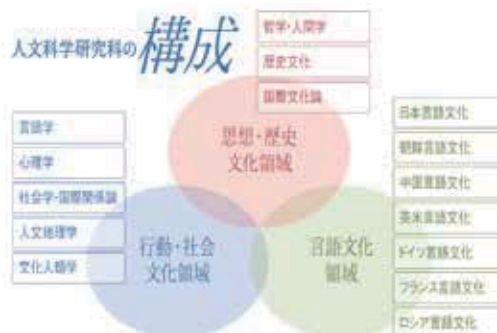 人文科学研究科の構成
哲学・人間学
歴史文化
国際文化論
思想・歴史
文化領域
言語学
心理学
社会学・国際関係論
人文地理学
文化人類学
行動・社会
文化領域
言語文化
領域
日本言語文化
朝鮮言語文化
中国言語文化
英米言語文化
ドイツ言語文化
フランス言語文化
ロシア言語文化